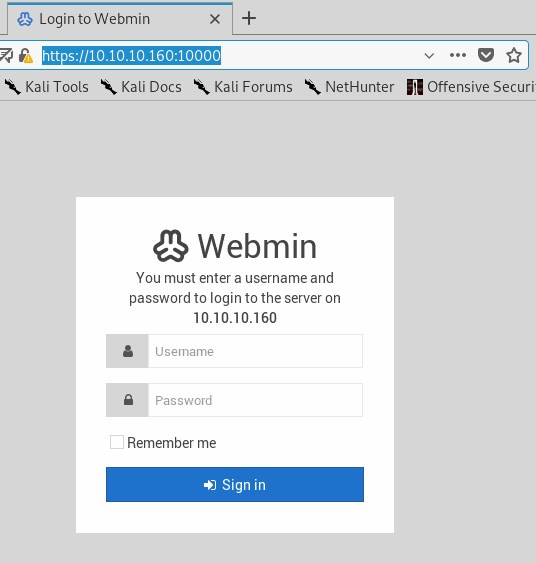 Login to Webmin
https://10.10.10.160:10000
Kali Tools Kali Docs Kali Forums NetHunter Offensive Securi
Webmin
You must enter a username and
password to login to the server on
10.10.10.160
Username
Password
Remember me
Sign in